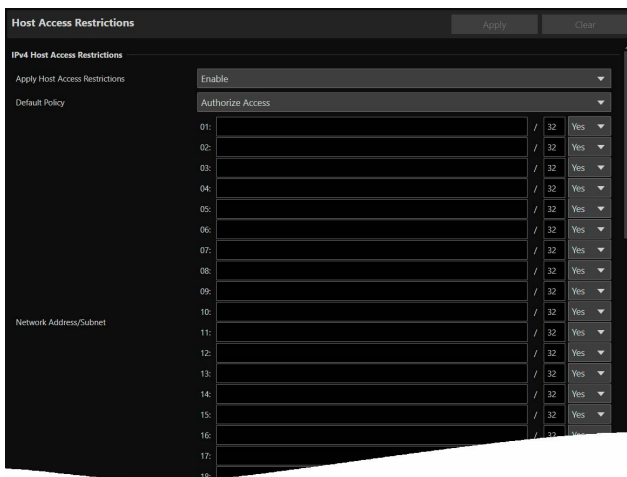 Host Access Restrictions Apply Clear
IPv4 Host Access Restrictions
Apply Host Access Restrictions Enable
Default Policy Authorize Access
01: / 32 Yes
02: / 32 Yes
03: / 32 Yes
04: / 32 Yes
05: / 32 Yes
06: / 32 Yes
07: / 32 Yes
08: / 32 Yes
09: / 32 Yes
10: / 32 Yes
Network Address/Subnet
11: / 32 Yes
12: / 32 Yes
13: / 32 Yes
14: / 32 Yes
15: / 32 Yes
16: / 32
17: